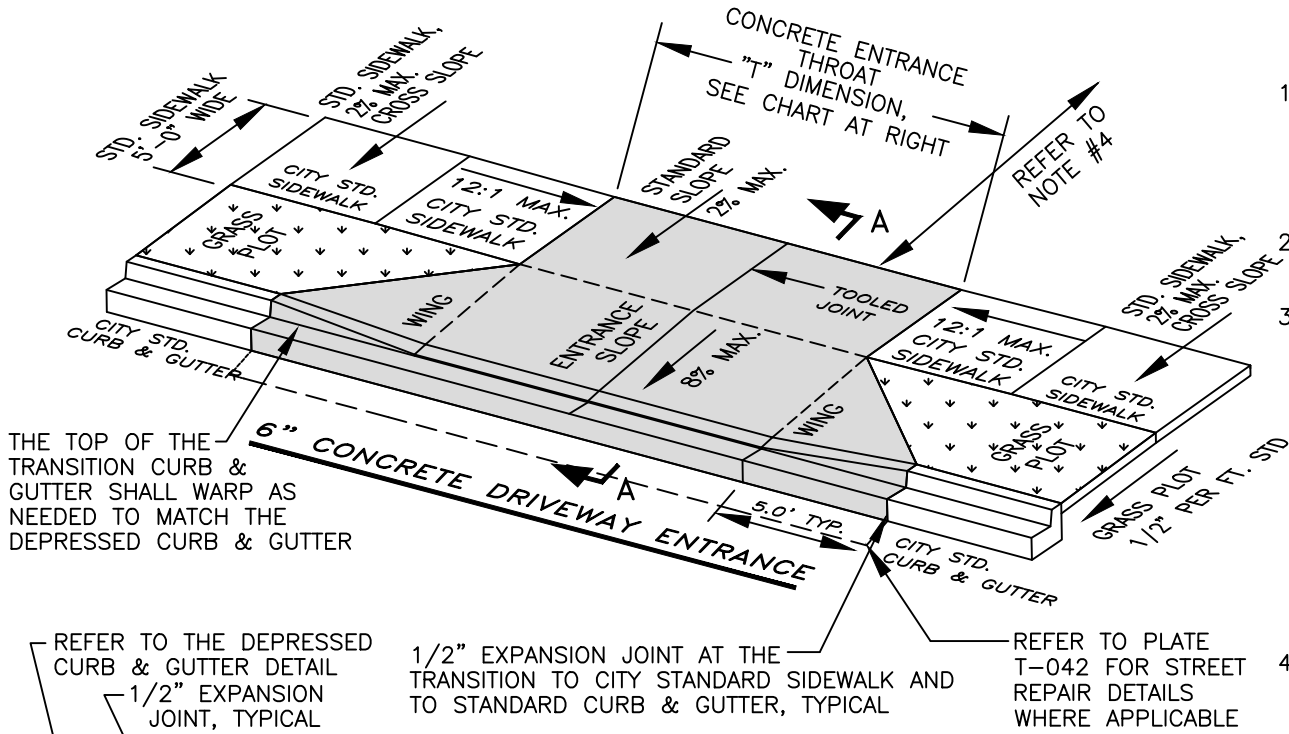 CONCRETE ENTRANCE
THROAT
"T" DIMENSION,
SEE CHART AT RIGHT
STD. SIDEWALK,
2% MAX.
CROSS SLOPE
STD. SIDEWALK
5'-0" WIDE
REFER TO
NOTE #4
1
CITY STD.
SIDEWALK
12:1 MAX.
CITY STD.
SIDEWALK
STANDARD
SLOPE
2% MAX.
A
GRASS
PLOT
2
STD. SIDEWALK,
2% MAX.
CROSS SLOPE
3
TOOLED
JOINT
WING
ENTRANCE
SLOPE
8% MAX.
12:1 MAX.
CITY STD.
SIDEWALK
CITY STD.
SIDEWALK
CITY STD.
CURB & GUTTER
WING
GRASS
PLOT
GRASS PLOT
1/2" PER FT. STD
THE TOP OF THE
TRANSITION CURB &
GUTTER SHALL WARP AS
NEEDED TO MATCH THE
DEPRESSED CURB & GUTTER
6" CONCRETE DRIVEWAY ENTRANCE
A
5.0' TYP.
CITY STD.
CURB & GUTTER
REFER TO THE DEPRESSED
CURB & GUTTER DETAIL
1/2" EXPANSION
JOINT, TYPICAL
1/2" EXPANSION JOINT AT THE
TRANSITION TO CITY STANDARD SIDEWALK AND
TO STANDARD CURB & GUTTER, TYPICAL
REFER TO PLATE
T-042 FOR STREET
REPAIR DETAILS
WHERE APPLICABLE
4